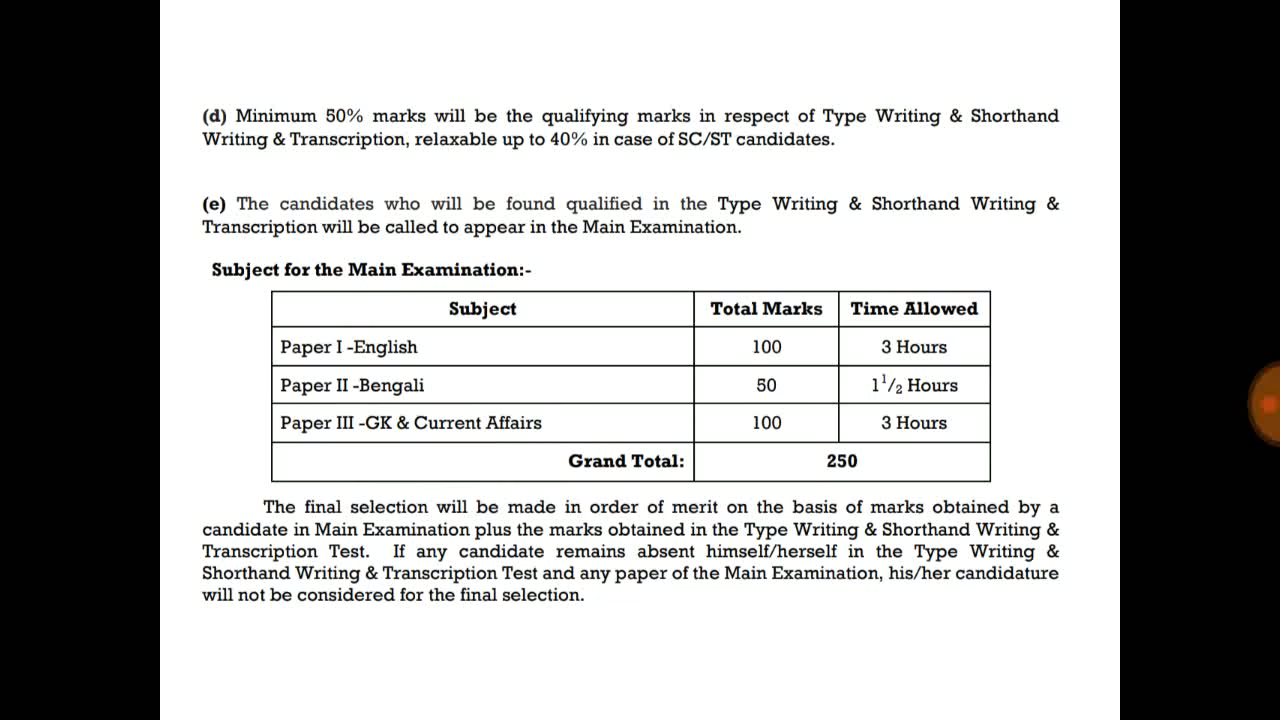 (d) Minimum 50% marks will be the qualifying marks in respect of Type Writing & Shorthand
Writing & Transcription, relaxable up to 40% in case of SC/ST candidates.
(e) The candidates who will be found qualified in the Type Writing & Shorthand Writing &
Transcription will be called to appear in the Main Examination.
Subject for the Main Examination:-
Subject Total Marks Time Allowed
Paper I -English 100 3 Hours
Paper II -Bengali 50 1 1/2 Hours
Paper III -GK & Current Affairs 100 3 Hours
Grand Total: 250
The final selection will be made in order of merit on the basis of marks obtained by a
candidate in Main Examination plus the marks obtained in the Type Writing & Shorthand Writing &
Transcription Test. If any candidate remains absent himself/herself in the Type Writing &
Shorthand Writing & Transcription Test and any paper of the Main Examination, his/her candidature
will not be considered for the final selection.